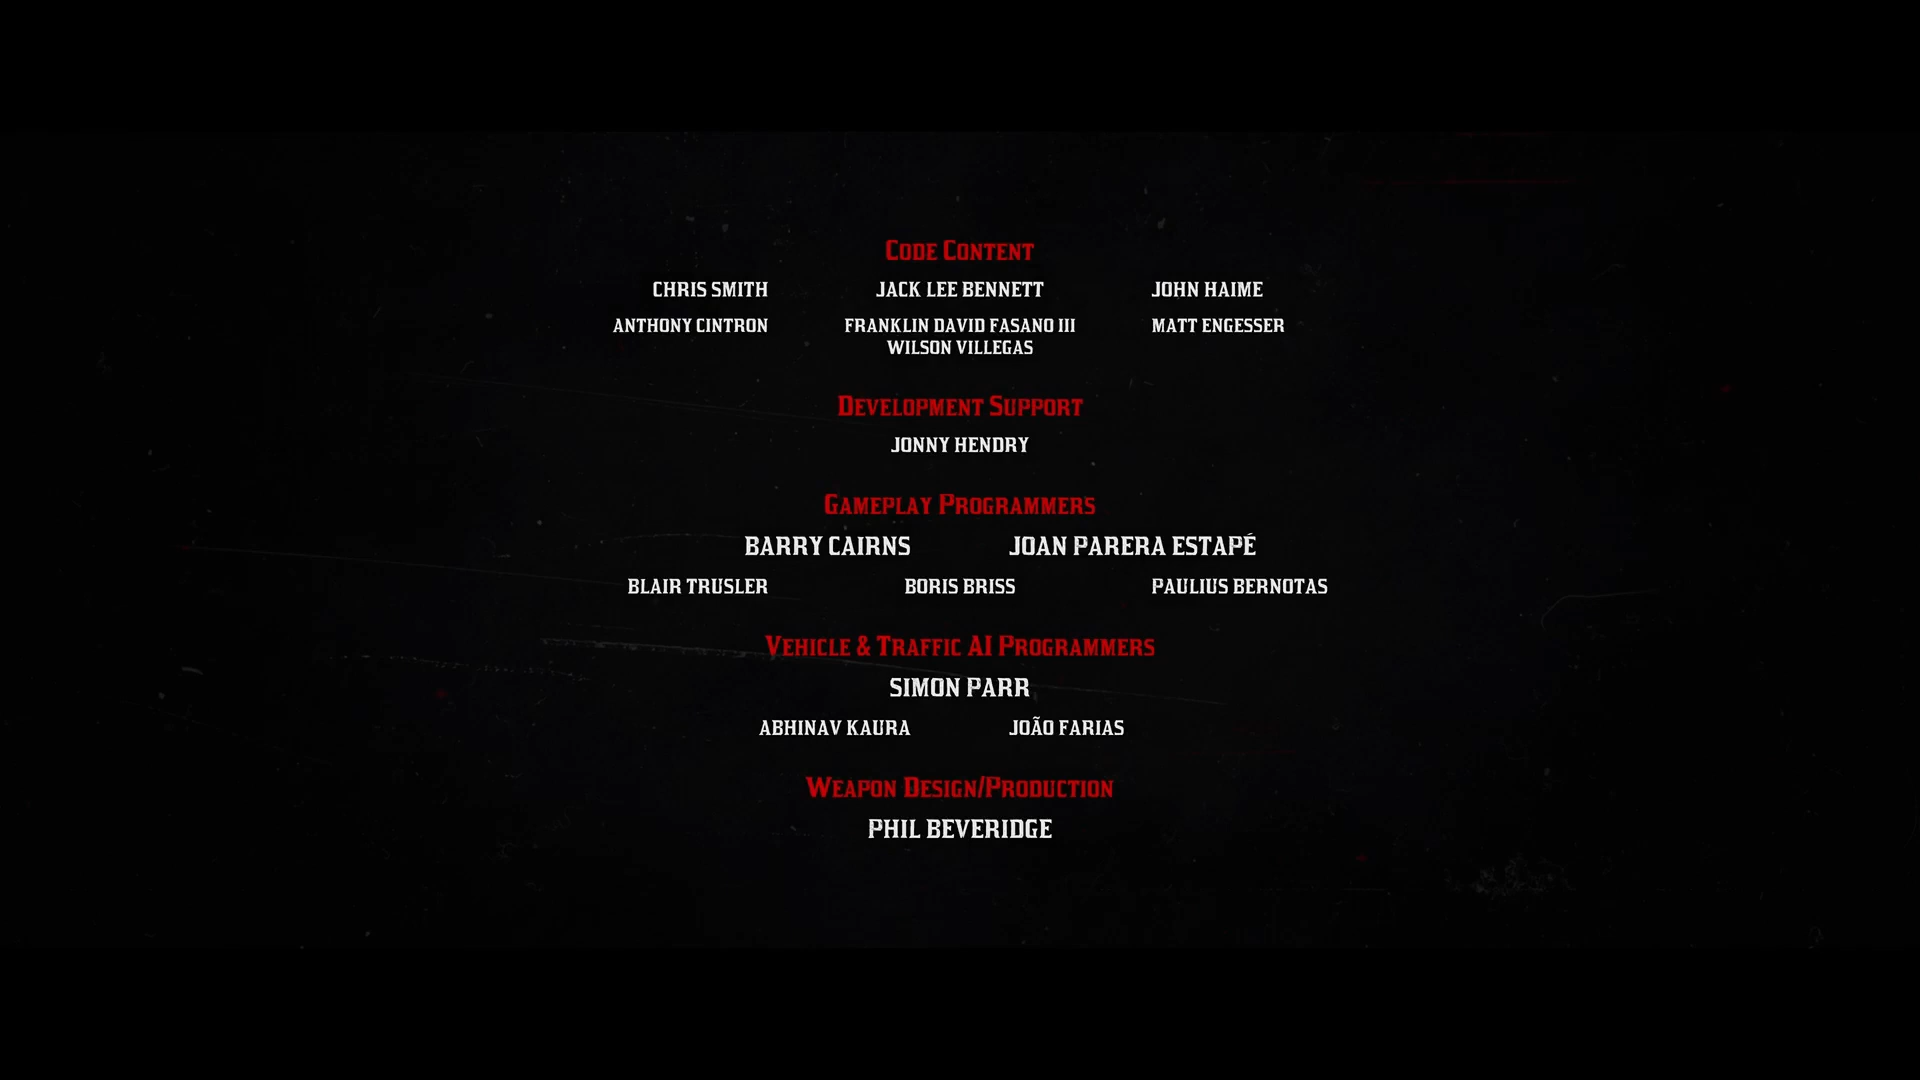 Code Content
CHRIS SMITH JACK LEE BENNETT JOHN HAIME
ANTHONY CINTRON FRANKLIN DAVID FASANO III MATT ENGESSER
WILSON VILLEGAS
Development Support
JONNY HENDRY
Gameplay Programmers
BARRY CAIRNS JOAN PARERA ESTAPÉ
BLAIR TRUSLER BORIS BRISS PAULIUS BERNOTAS
Vehicle & Traffic AI Programmers
SIMON PARR
ABHINAV KAURA JOÃO FARIAS
Weapon Design/Production
PHIL BEVERIDGE